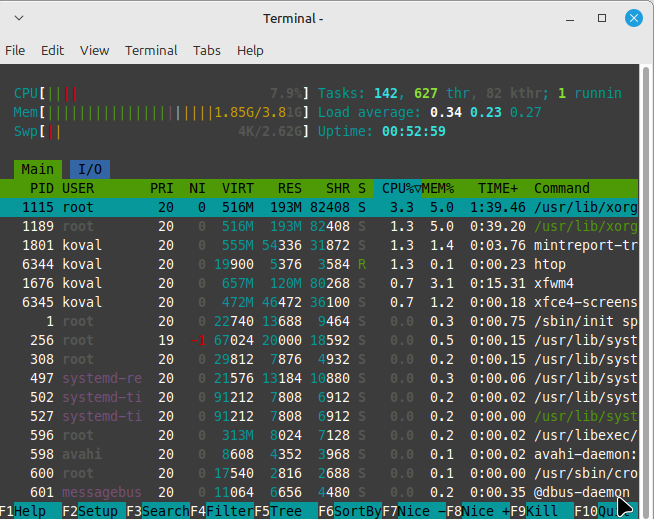 Terminal -
File Edit View Terminal Tabs Help
CPU[|||| 7.9%] Tasks: 142, 627 thr, 82 kthr; 1 runnin
Mem[||||||||||||||||||||||1.85G/3.81G] Load average: 0.34 0.23 0.27
Swp[|| 4K/2.62G] Uptime: 00:52:59
Main I/O
PID USER PRI NI VIRT RES SHR S CPU%▽MEM% TIME+ Command
1115 root 20 0 516M 193M 82408 S 3.3 5.0 1:39.46 /usr/lib/xorg
1189 root 20 0 516M 193M 82408 S 1.3 5.0 0:39.20 /usr/lib/xorg
1801 koval 20 0 555M 54336 31872 S 1.3 1.4 0:03.76 mintreport-tr
6344 koval 20 0 19900 5376 3584 R 1.3 0.1 0:00.23 htop
1676 koval 20 0 657M 120M 80268 S 0.7 3.1 0:15.31 xfwm4
6345 koval 20 0 472M 46472 36100 S 0.7 1.2 0:00.18 xfce4-screens
1 root 20 0 22740 13688 9464 S 0.0 0.3 0:00.75 /sbin/init sp
256 root 19 -1 67024 20000 18592 S 0.0 0.5 0:00.15 /usr/lib/syst
308 root 20 0 29812 7876 4932 S 0.0 0.2 0:00.15 /usr/lib/syst
497 systemd-re 20 0 21576 13184 10880 S 0.0 0.3 0:00.06 /usr/lib/syst
502 systemd-ti 20 0 91212 7808 6912 S 0.0 0.2 0:00.07 /usr/lib/syst
527 systemd-ti 20 0 91212 7808 6912 S 0.0 0.2 0:00.00 /usr/lib/syst
596 root 20 0 313M 8024 7128 S 0.0 0.2 0:00.02 /usr/libexec/
598 avahi 20 0 8608 4352 3968 S 0.0 0.1 0:00.02 avahi-daemon:
600 root 20 0 17540 2816 2688 S 0.0 0.1 0:00.00 /usr/sbin/cro
601 messagebus 20 0 11064 6656 4480 S 0.0 0.2 0:00.35 @dbus-daemon
F1Help F2Setup F3SearchF4FilterF5Tree F6SortByF7Nice -F8Nice +F9Kill F10Qui